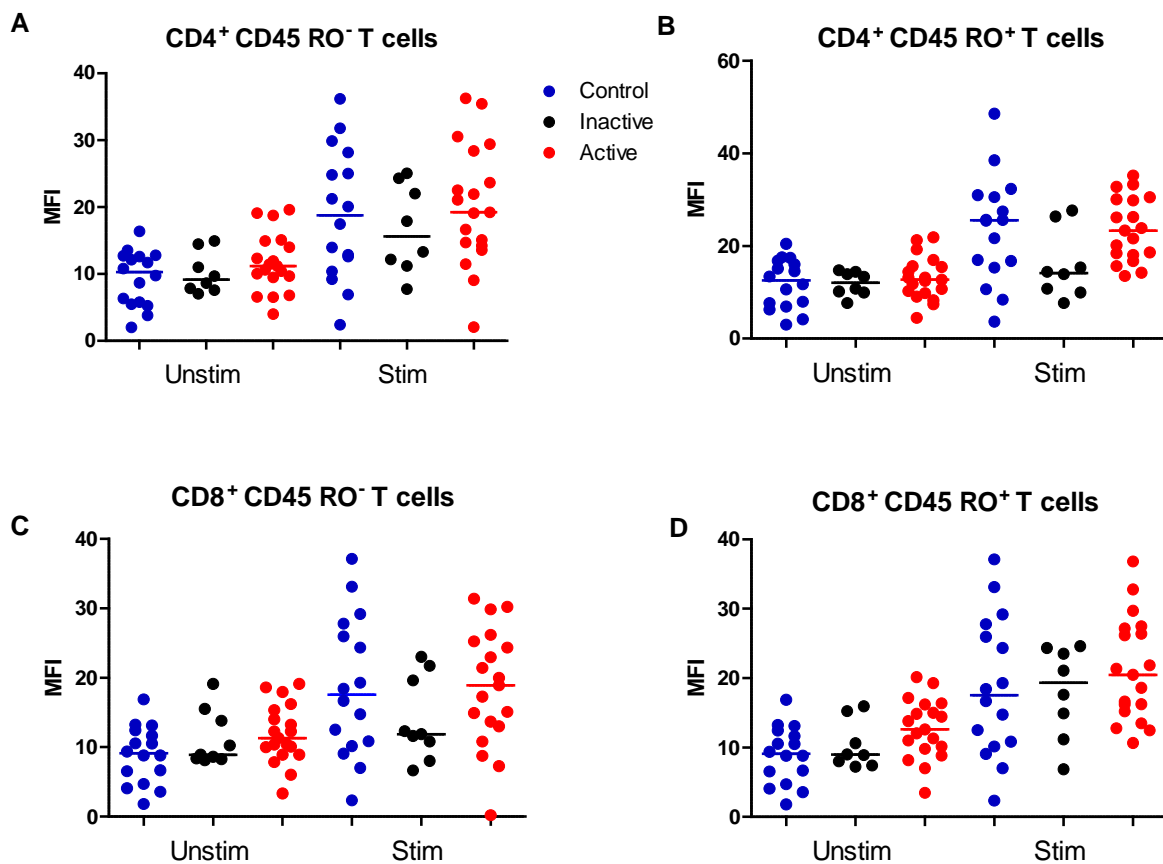 A
CD4⁺ CD45 RO⁻ T cells
MFI
40
30
20
10
0
Unstim
Stim
Control
Inactive
Active
B
CD4⁺ CD45 RO⁺ T cells
MFI
60
40
20
0
Unstim
Stim
C
CD8⁺ CD45 RO⁻ T cells
MFI
40
30
20
10
0
Unstim
Stim
D
CD8⁺ CD45 RO⁺ T cells
MFI
40
30
20
10
0
Unstim
Stim